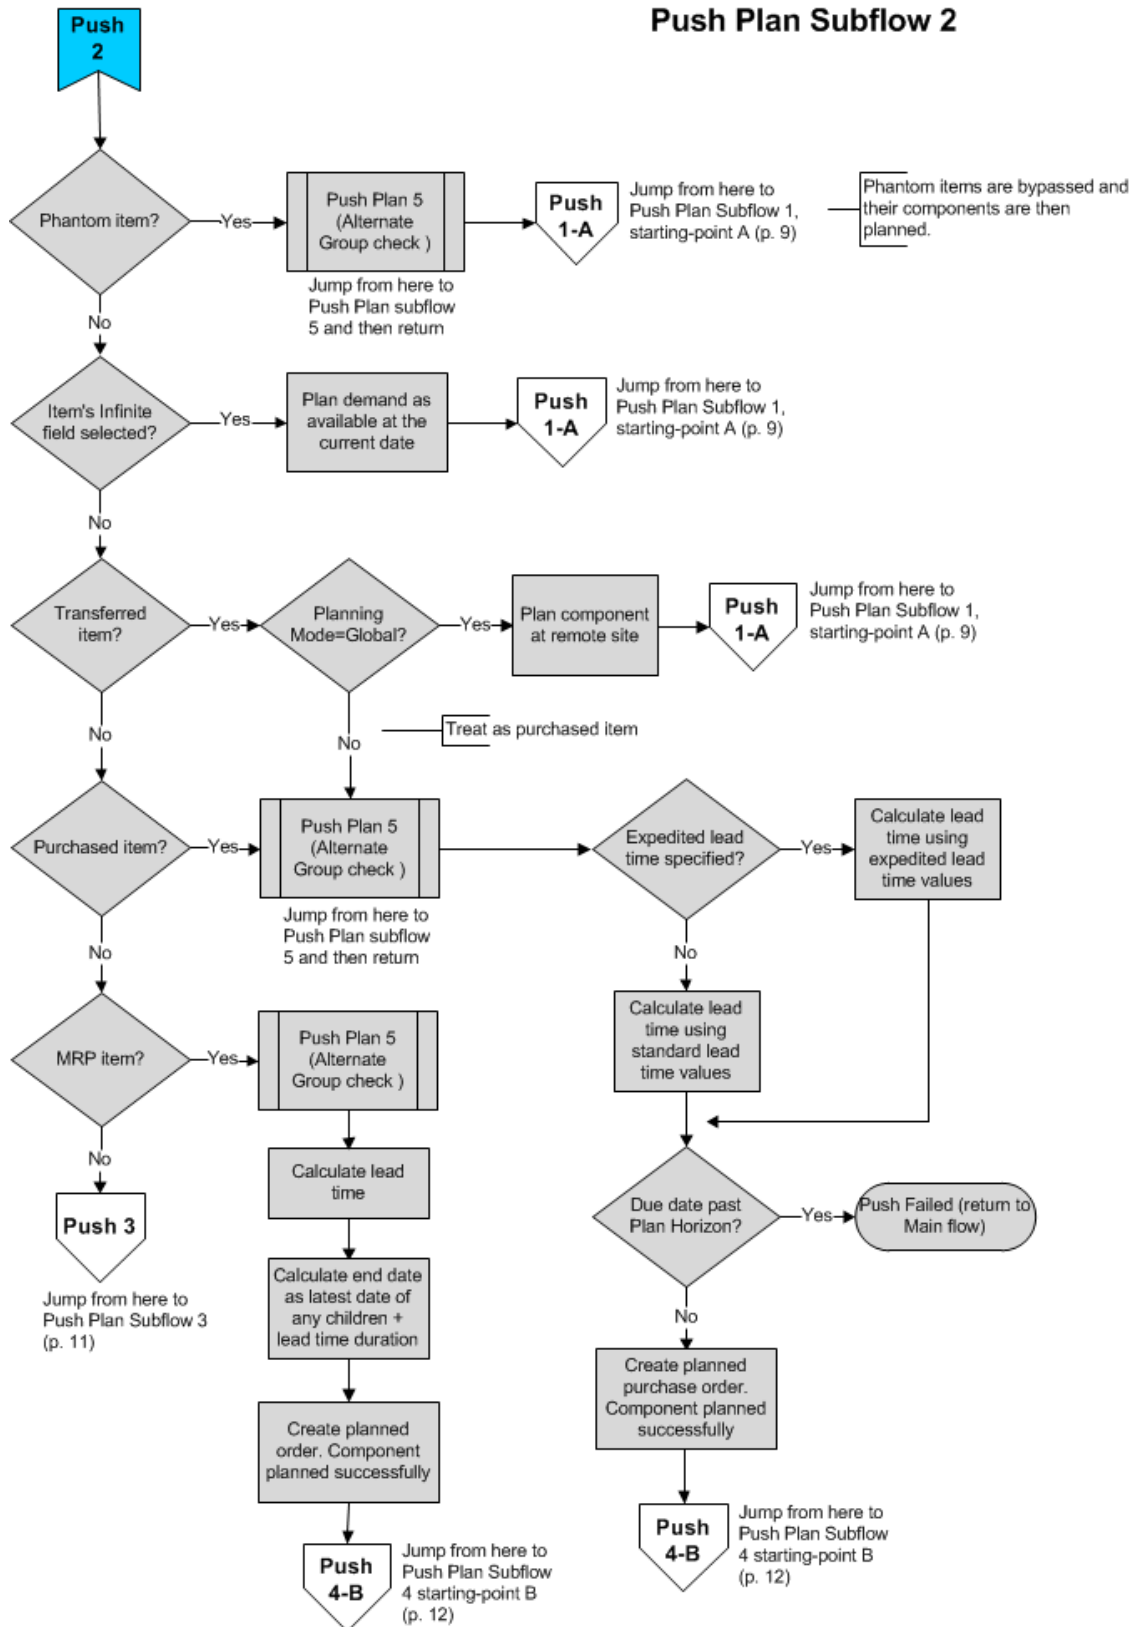 Push Plan Subflow 2
Push
2
Phantom item?
Yes
Push Plan 5
(Alternate
Group check )
Jump from here to
Push Plan subflow
5 and then return
Push
1-A
Jump from here to
Push Plan Subflow 1,
starting-point A (p. 9)
Phantom items are bypassed and
their components are then
planned.
No
Item's Infinite
field selected?
Yes
Plan demand as
available at the
current date
Push
1-A
Jump from here to
Push Plan Subflow 1,
starting-point A (p. 9)
No
Transferred
item?
Yes
Planning
Mode=Global?
Yes
Plan component
at remote site
Push
1-A
Jump from here to
Push Plan Subflow 1,
starting-point A (p. 9)
No
No
Treat as purchased item
Purchased item?
Yes
Push Plan 5
(Alternate
Group check )
Jump from here to
Push Plan subflow
5 and then return
Expedited lead
time specified?
Yes
Calculate lead
time using
expedited lead
time values
No
No
Calculate lead
time using
standard lead
time values
MRP item?
Yes
Push Plan 5
(Alternate
Group check )
No
Calculate lead
time
Push 3
Jump from here to
Push Plan Subflow 3
(p. 11)
Due date past
Plan Horizon?
Yes
Push Failed (return to
Main flow)
Calculate end date
as latest date of
any children +
lead time duration
No
Create planned
purchase order.
Component planned
successfully
Create planned
order. Component
planned successfully
Push
4-B
Jump from here to
Push Plan Subflow
4 starting-point B
(p. 12)
Push
4-B
Jump from here to
Push Plan Subflow
4 starting-point B
(p. 12)